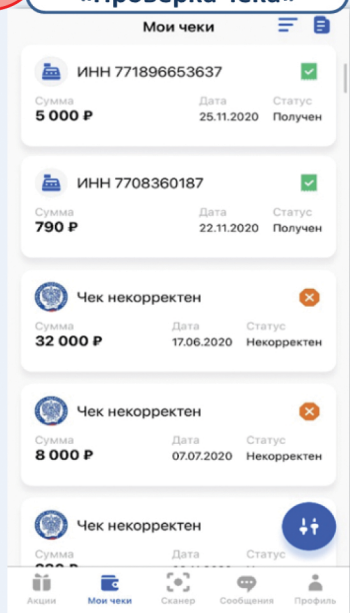 «Проверка чека»
Мои чеки
ИНН 771896653637
Сумма Дата Статус
5 000 ₽ 25.11.2020 Получен
ИНН 7708360187
Сумма Дата Статус
790 ₽ 22.11.2020 Получен
Чек некорректен
Сумма Дата Статус
32 000 ₽ 17.06.2020 Некорректен
Чек некорректен
Сумма Дата Статус
8 000 ₽ 07.07.2020 Некорректен
Чек некорректен
Сумма Дата Статус
Акции Мои чеки Сканер Сообщения Профиль